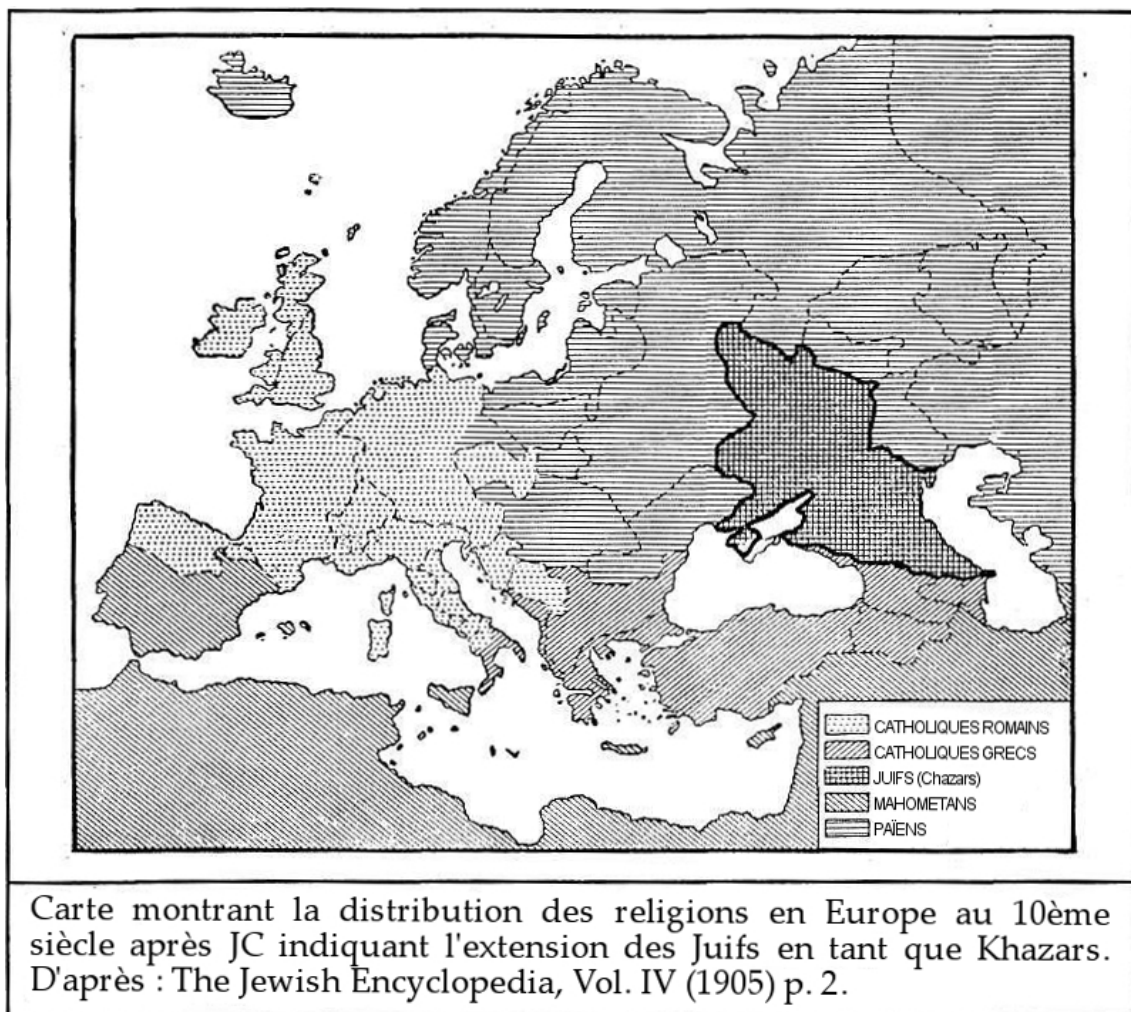 CATHOLIQUES ROMAINS
CATHOLIQUES GRECS
JUIFS (Chazars)
MAHOMETANS
PAÏENS
Carte montrant la distribution des religions en Europe au 10ème
siècle après JC indiquant l'extension des Juifs en tant que Khazars.
D'après : The Jewish Encyclopedia, Vol. IV (1905) p. 2.